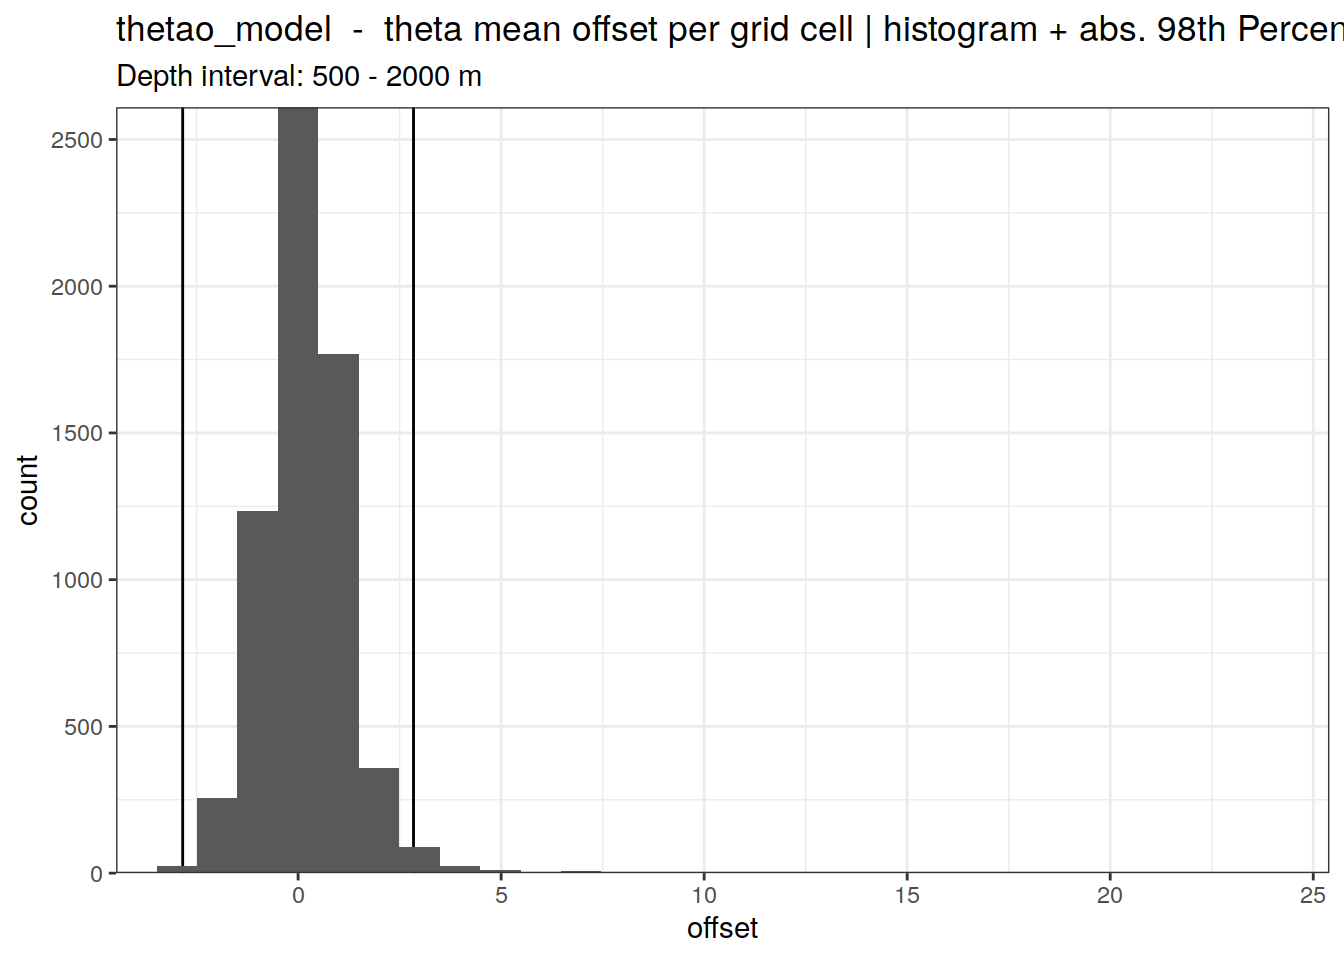 thetao_model  -  theta mean offset per grid cell | histogram + abs. 98th Percen
Depth interval: 500 - 2000 m
2500
2000
1500
1000
500
0
count
0 5 10 15 20 25
offset